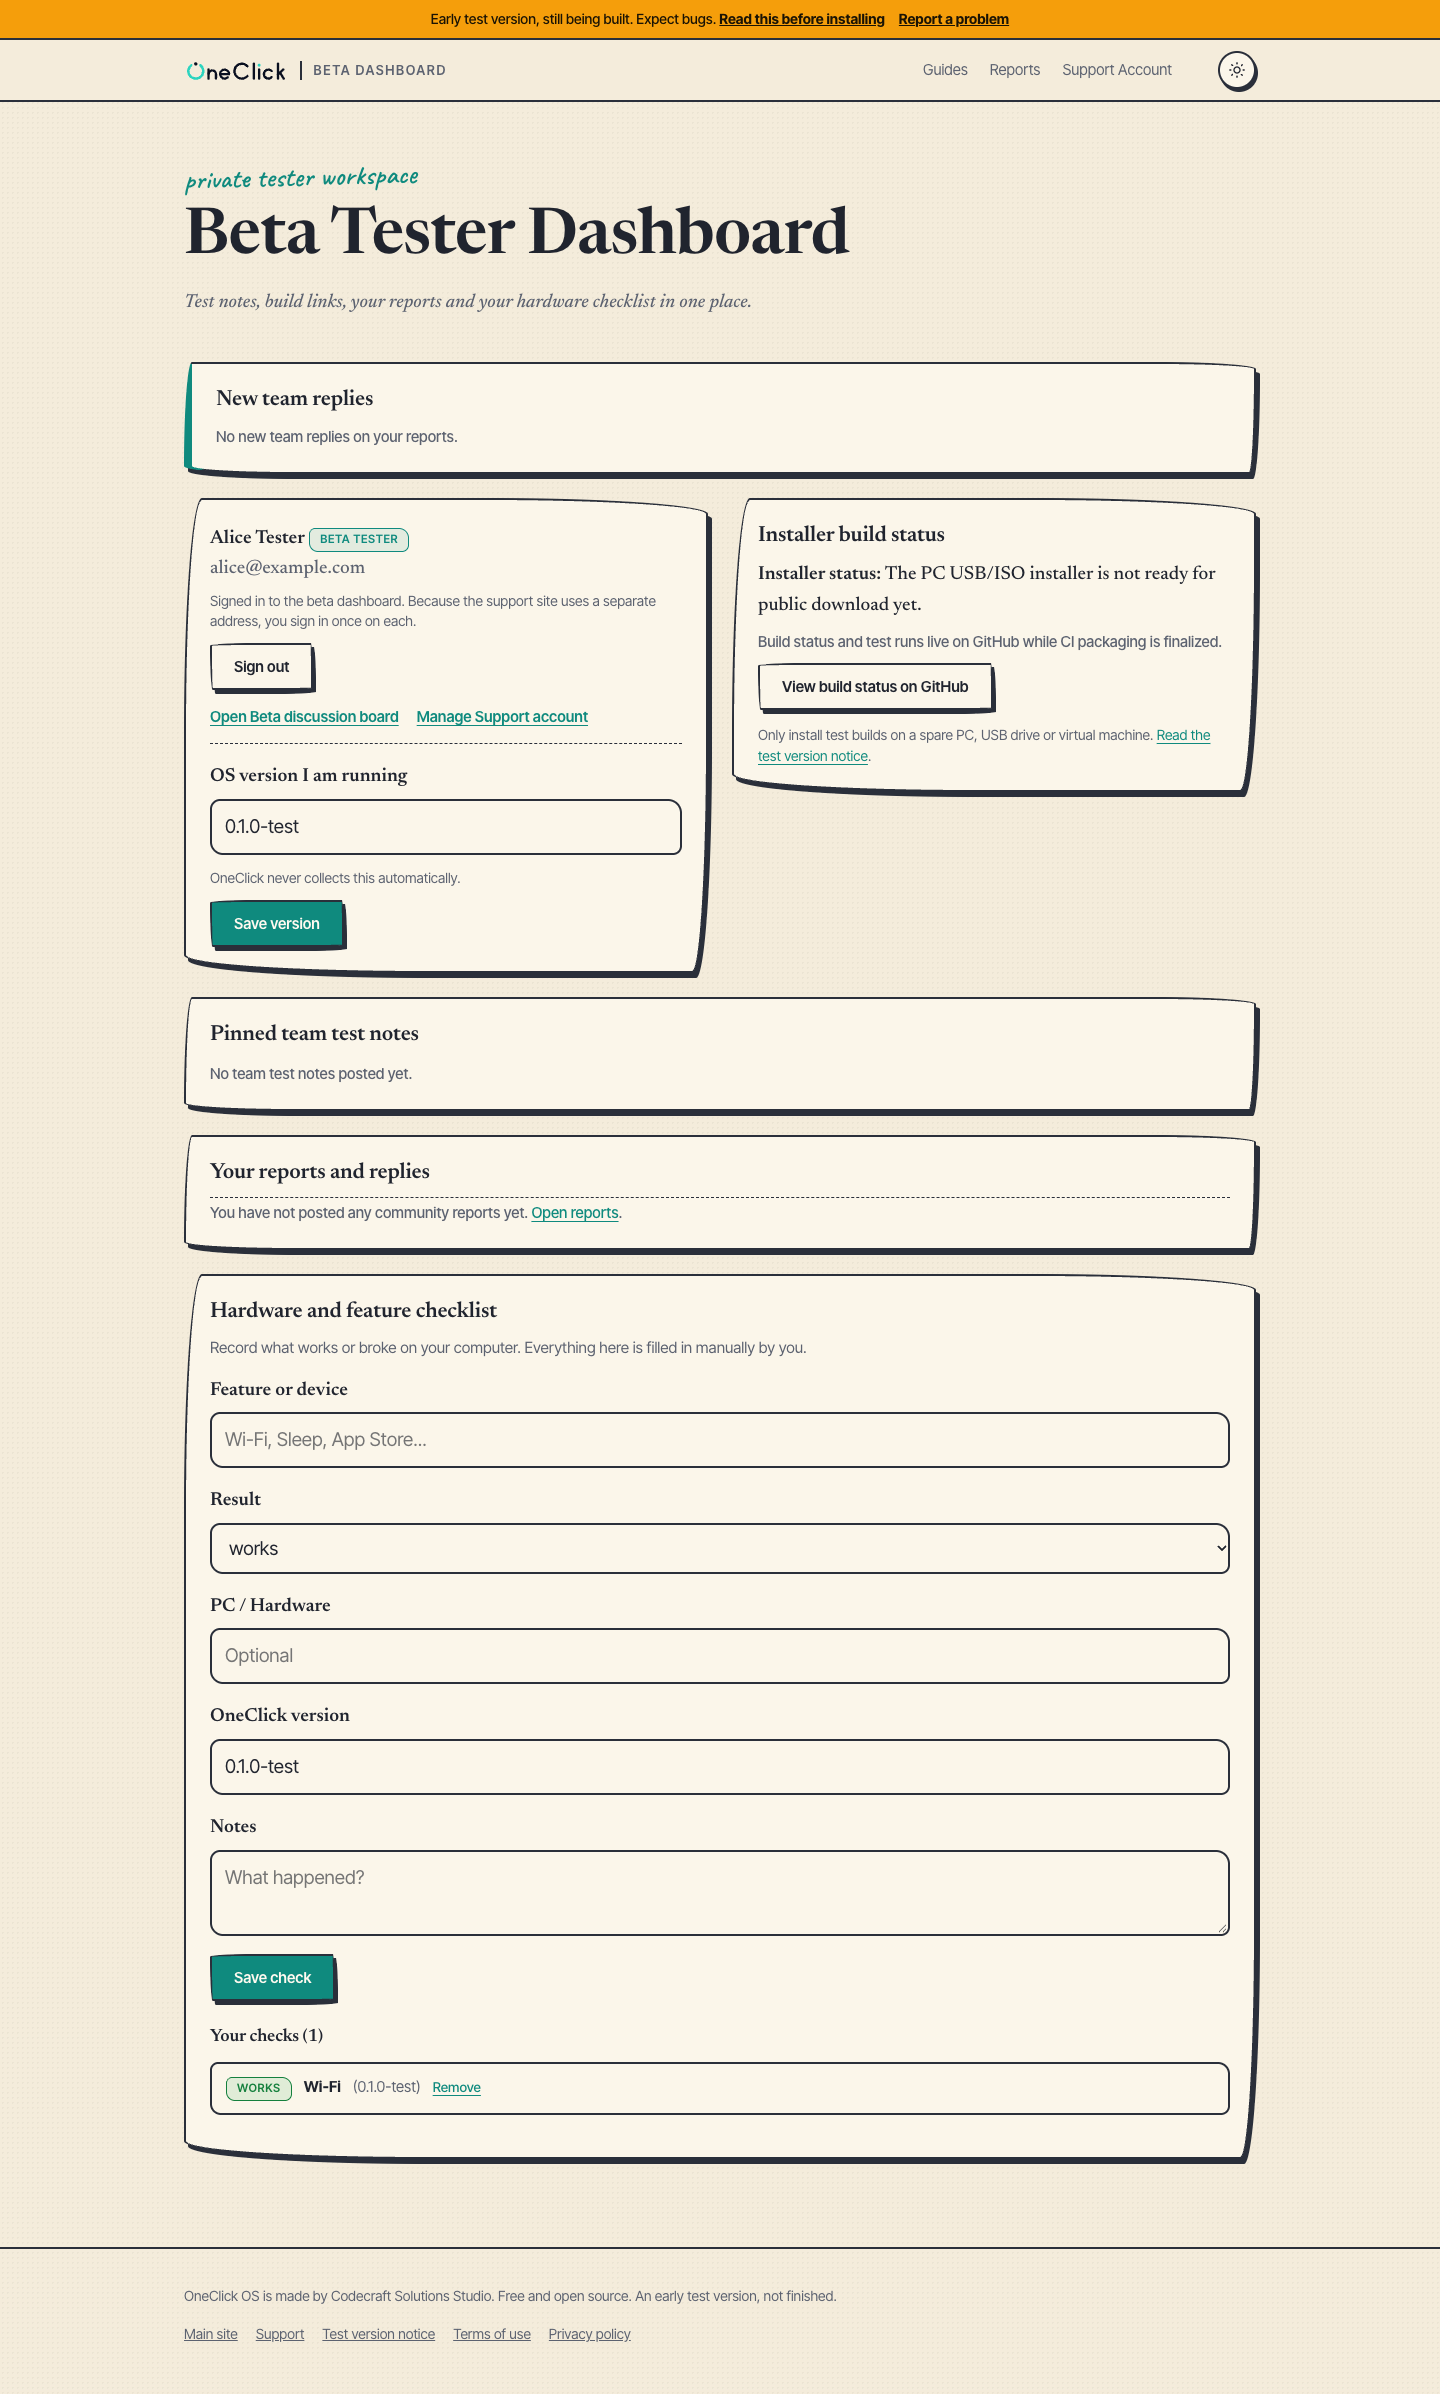 Early test version, still being built. Expect bugs. Read this before installing Report a problem
OneClick | BETA DASHBOARD
Guides Reports Support Account
private tester workspace
Beta Tester Dashboard
Test notes, build links, your reports and your hardware checklist in one place.
New team replies
No new team replies on your reports.
Alice Tester BETA TESTER
alice@example.com
Signed in to the beta dashboard. Because the support site uses a separate
address, you sign in once on each.
Sign out
Open Beta discussion board Manage Support account
OS version I am running
0.1.0-test
OneClick never collects this automatically.
Save version
Installer build status
Installer status: The PC USB/ISO installer is not ready for
public download yet.
Build status and test runs live on GitHub while CI packaging is finalized.
View build status on GitHub
Only install test builds on a spare PC, USB drive or virtual machine. Read the
test version notice.
Pinned team test notes
No team test notes posted yet.
Your reports and replies
You have not posted any community reports yet. Open reports.
Hardware and feature checklist
Record what works or broke on your computer. Everything here is filled in manually by you.
Feature or device
Wi-Fi, Sleep, App Store...
Result
works
PC / Hardware
Optional
OneClick version
0.1.0-test
Notes
What happened?
Save check
Your checks (1)
WORKS Wi-Fi (0.1.0-test) Remove
OneClick OS is made by Codecraft Solutions Studio. Free and open source. An early test version, not finished.
Main site Support Test version notice Terms of use Privacy policy